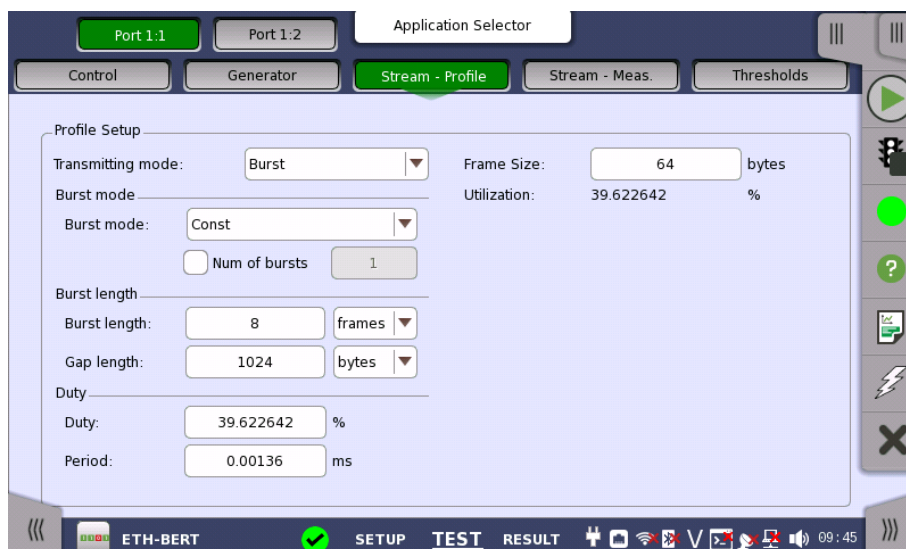 Port 1:1 Port 1:2 Application Selector
Control Generator Stream - Profile Stream - Meas. Thresholds
Profile Setup
Transmitting mode: Burst Frame Size: 64 bytes
Burst mode Utilization: 39.622642 %
Burst mode: Const
Num of bursts 1
Burst length
Burst length: 8 frames
Gap length: 1024 bytes
Duty
Duty: 39.622642 %
Period: 0.00136 ms
ETH-BERT SETUP TEST RESULT 09:45